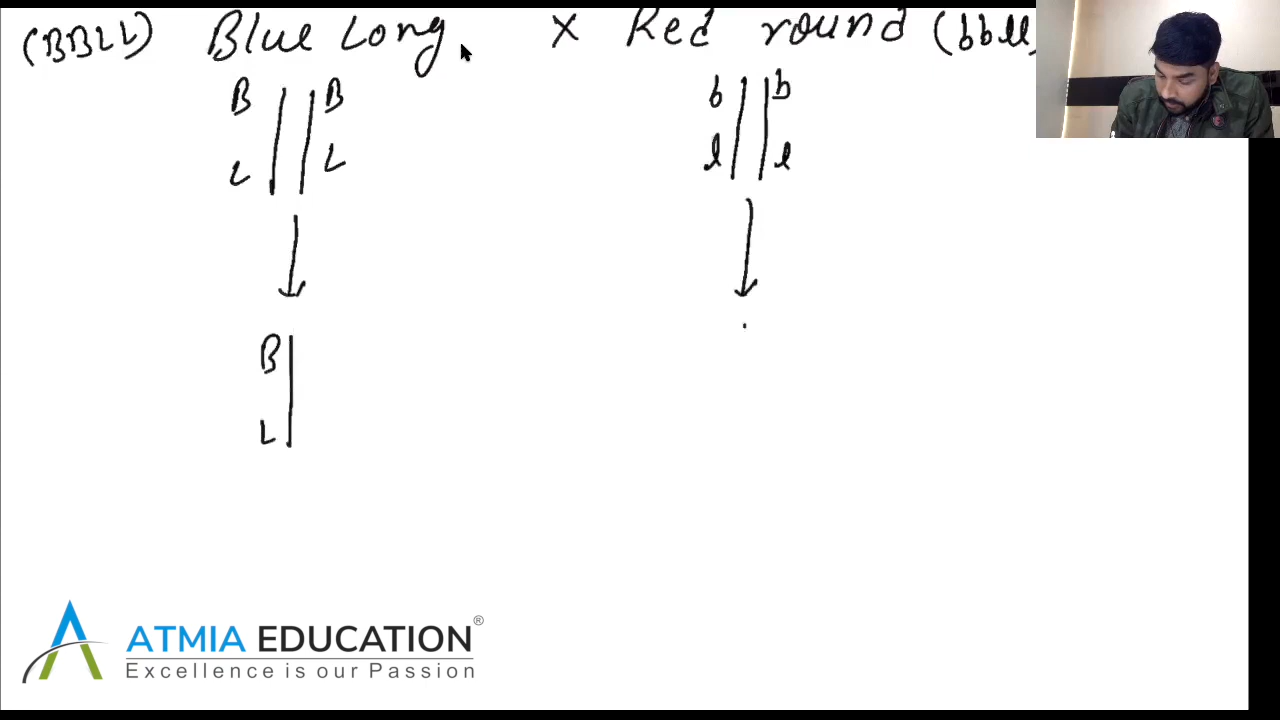 (BBLL) Blue Long x Red round (bbll)
B B b b
L L l l
B
L
ATMIA EDUCATION®
Excellence is our Passion